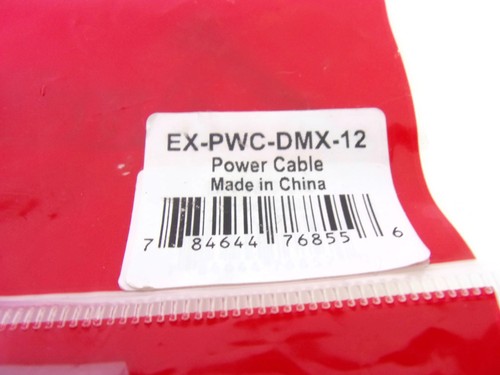 EX-PWC-DMX-12
Power Cable
Made in China
7 84644 76855 6